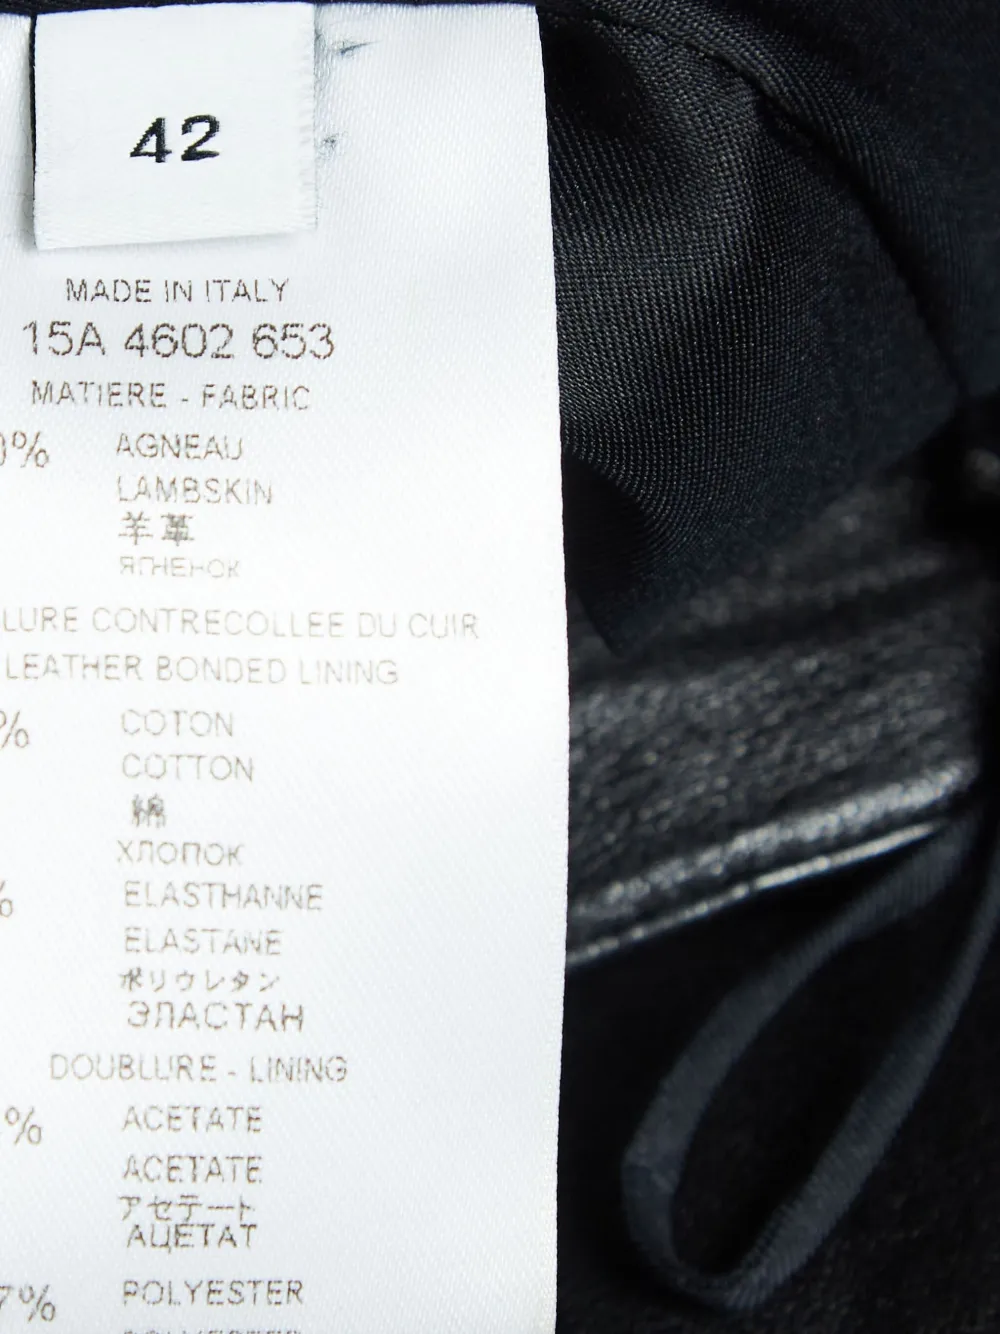 42
MADE IN ITALY
15A 4602 653
MATIERE - FABRIC
0% AGNEAU
LAMBSKIN
羊革
ЯГНЕНОК
LURE CONTRECOLLEE DU CUIR
LEATHER BONDED LINING
% COTON
COTTON
綿
ХЛОПОК
% ELASTHANNE
ELASTANE
ポリウレタン
ЭЛАСТАН
DOUBLURE - LINING
% ACETATE
ACETATE
アセテート
АЦЕТАТ
7% POLYESTER